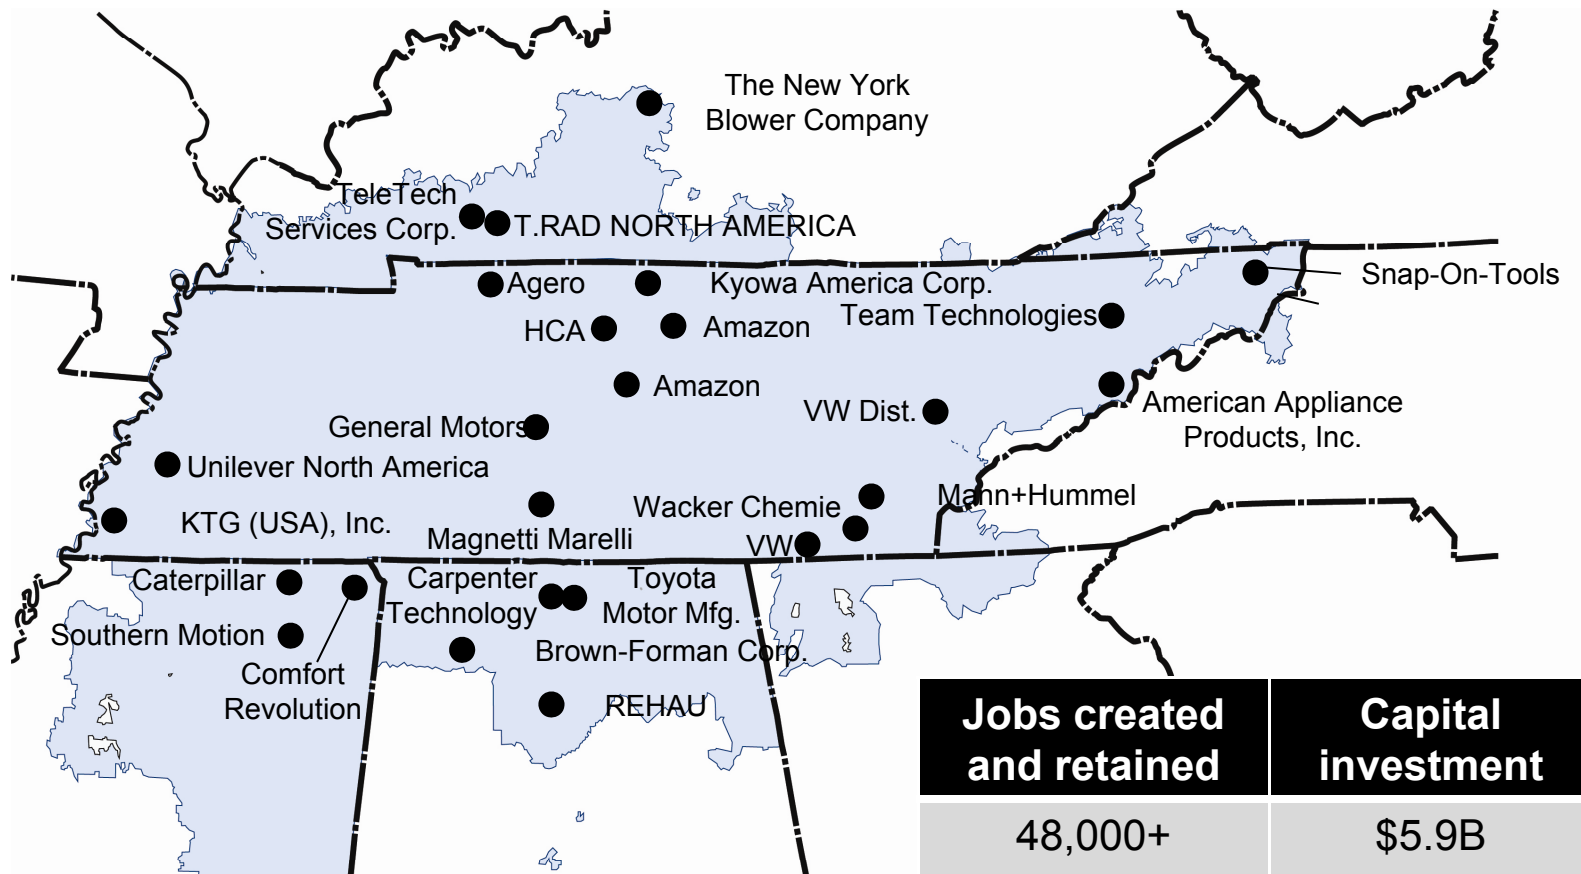 The New York
Blower Company
TeleTech
Services Corp.
T.RAD NORTH AMERICA
Agero
Kyowa America Corp.
Snap-On-Tools
HCA
Amazon
Team Technologies
Amazon
VW Dist.
American Appliance
Products, Inc.
General Motors
Unilever North America
Wacker Chemie
Mann+Hummel
KTG (USA), Inc.
Magnetti Marelli
VW
Caterpillar
Carpenter
Technology
Toyota
Motor Mfg.
Southern Motion
Brown-Forman Corp.
Comfort
Revolution
REHAU
Jobs created
and retained
Capital
investment
48,000+
$5.9B